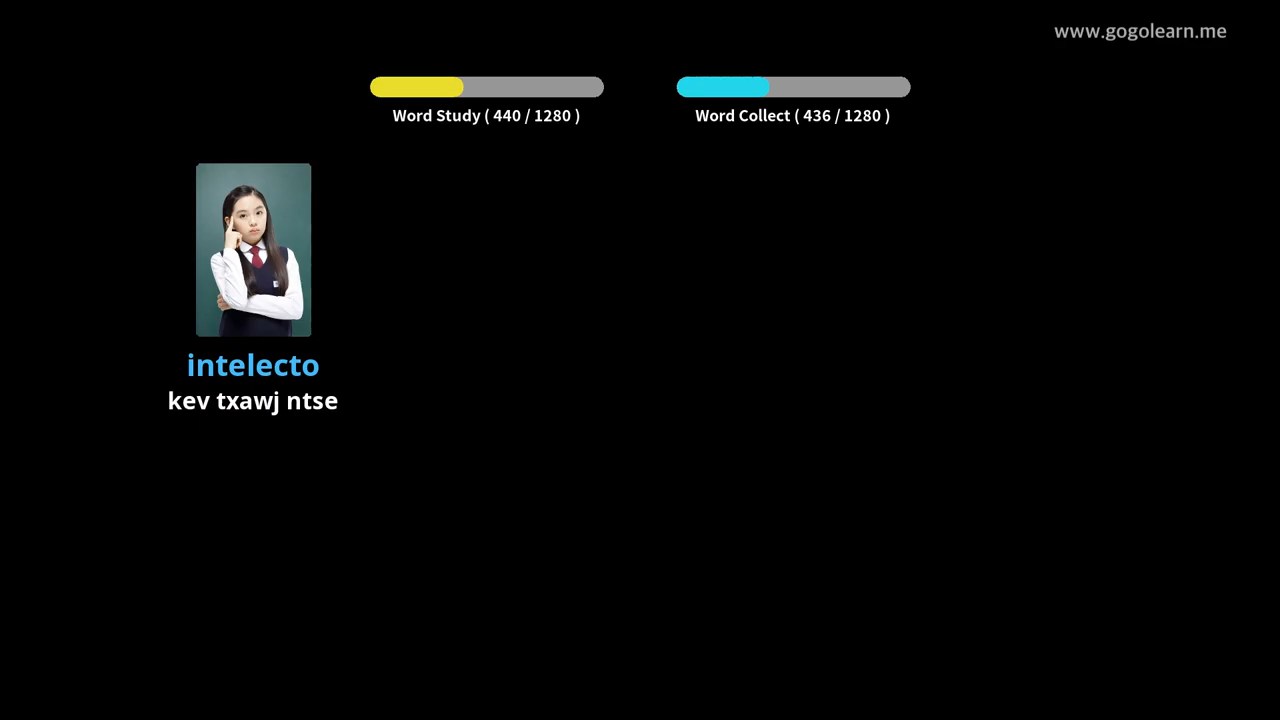 www.gogolearn.me
Word Study ( 440 / 1280 )
Word Collect ( 436 / 1280 )
intelecto
kev txawj ntse